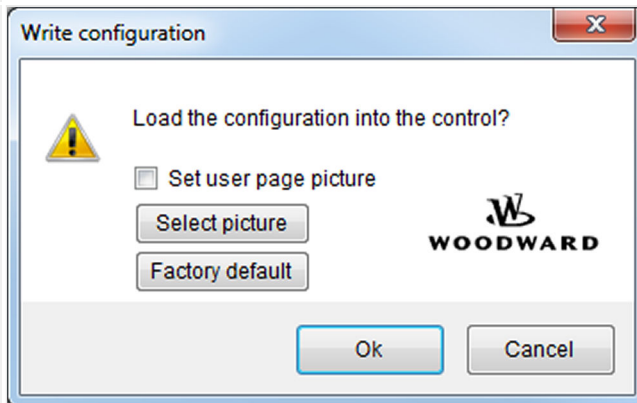 Write configuration
Load the configuration into the control?
Set user page picture
Select picture
WOODWARD
Factory default
Ok
Cancel